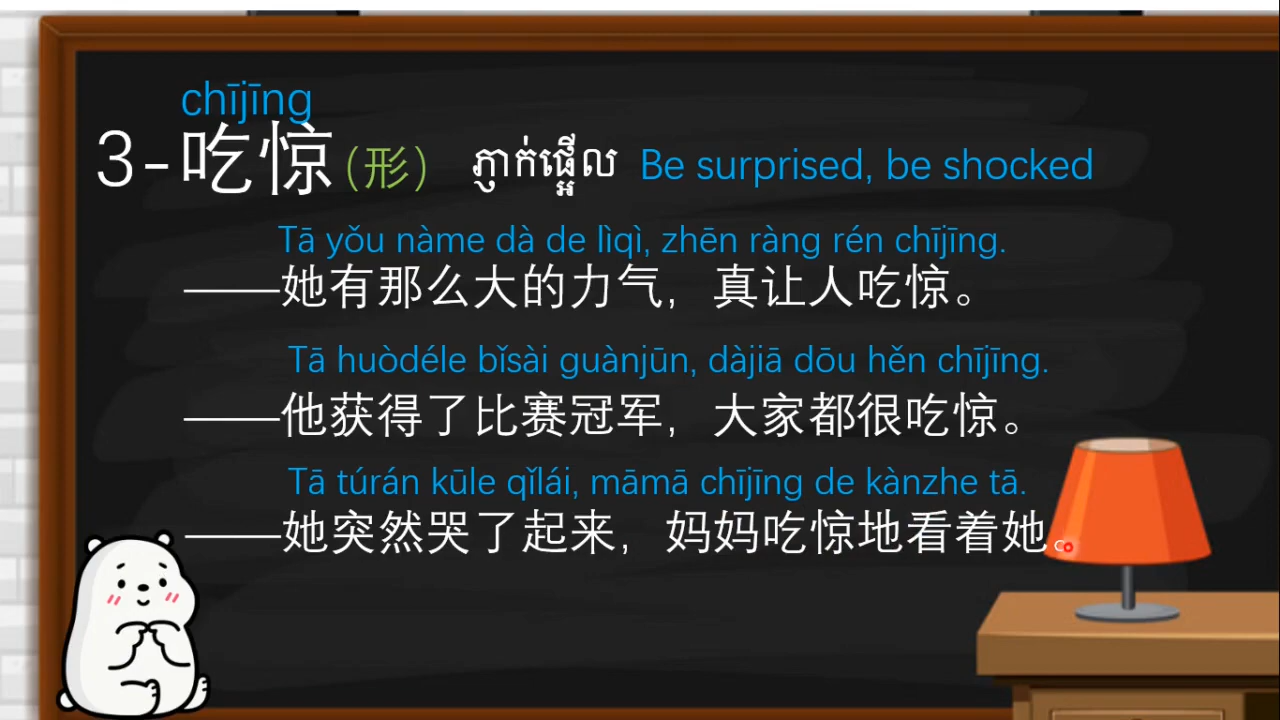 chījīng
3-吃惊(形) ភ្ញាក់ផ្អើល Be surprised, be shocked
Tā yǒu nàme dà de lìqì, zhēn ràng rén chījīng.
——她有那么大的力气，真让人吃惊。
Tā huòdéle bǐsài guànjūn, dàjiā dōu hěn chījīng.
——他获得了比赛冠军，大家都很吃惊。
Tā túrán kūle qǐlái, māmā chījīng de kànzhe tā.
——她突然哭了起来，妈妈吃惊地看着她。